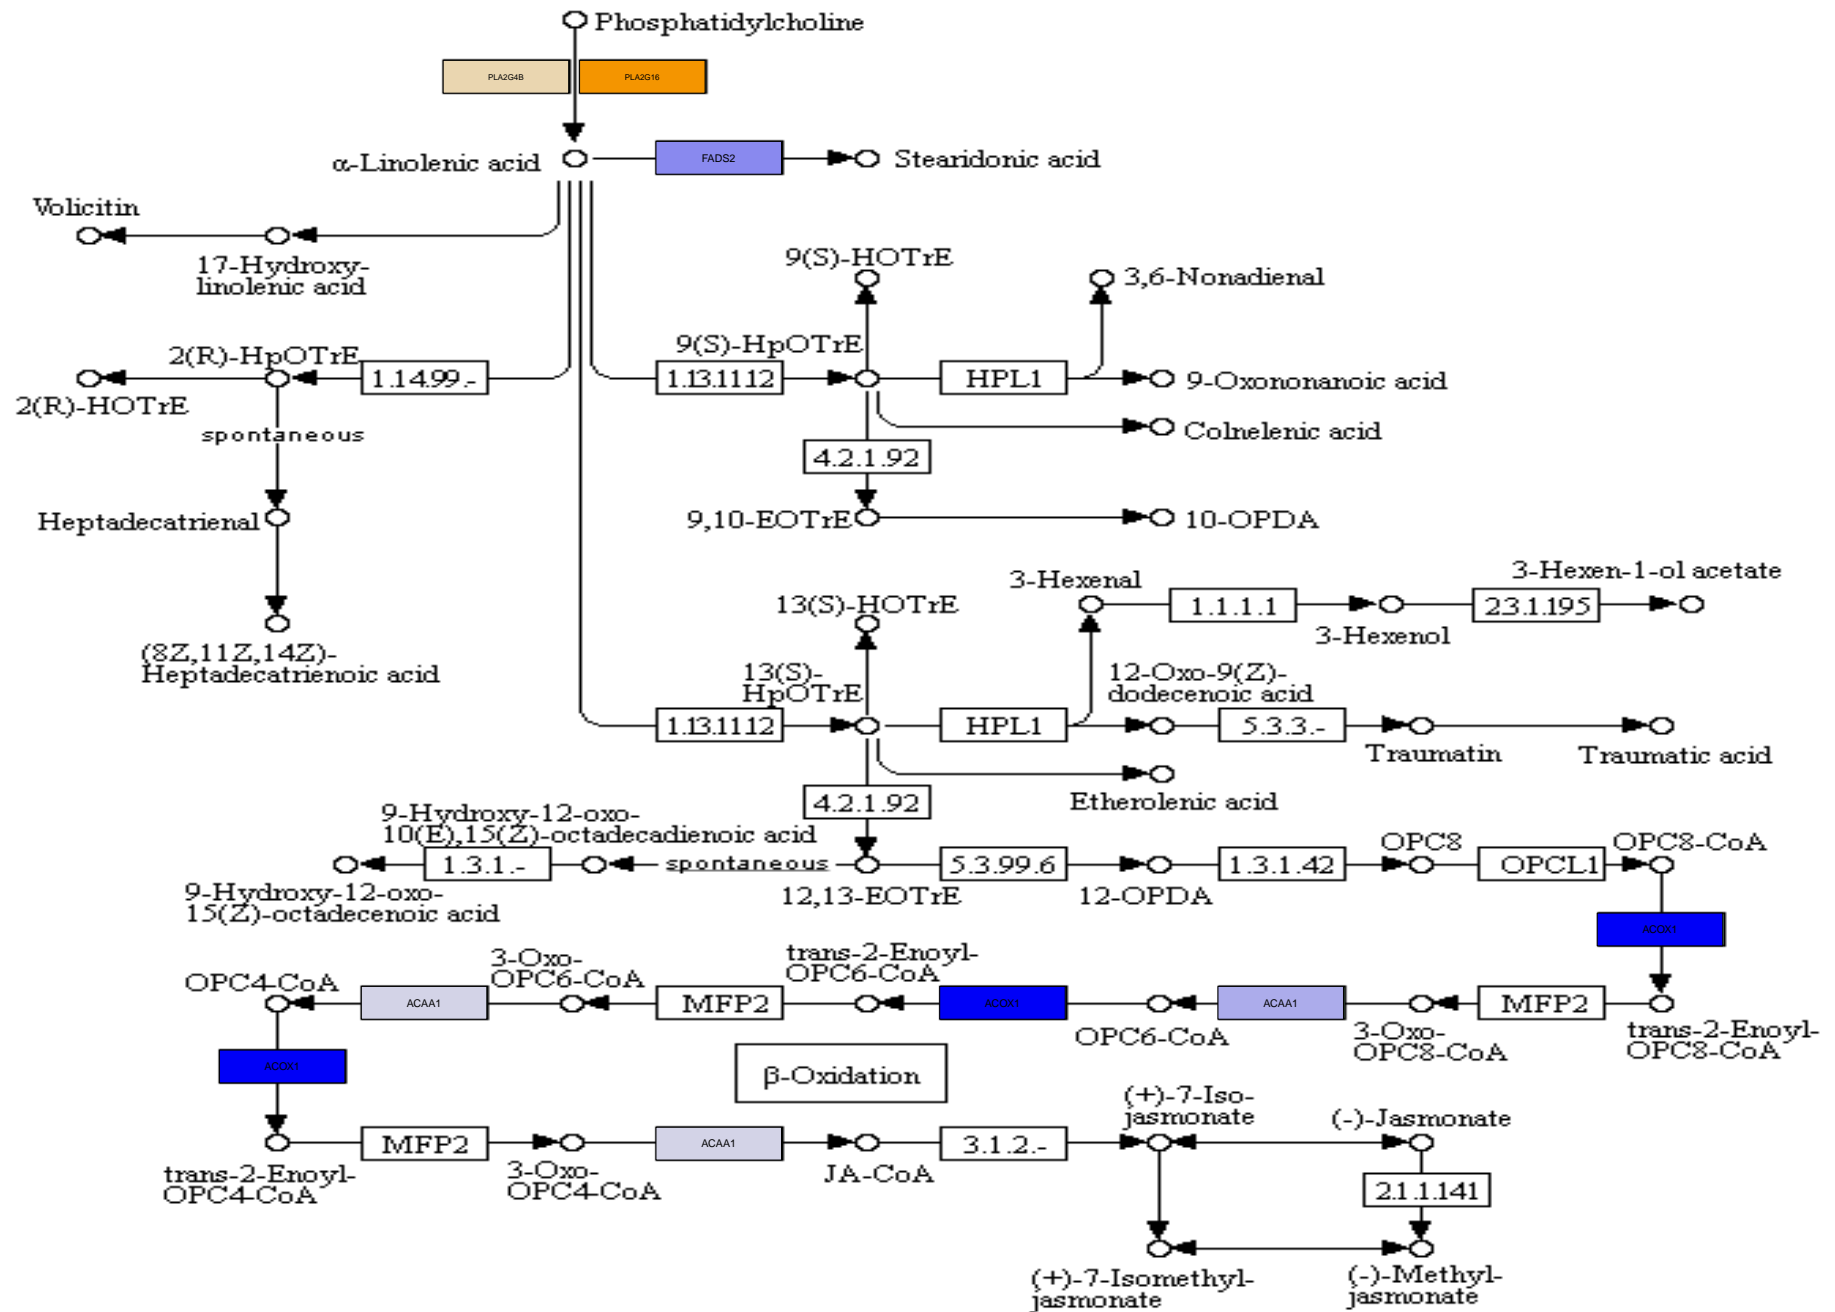 Phosphatidylcholine
PLA2G4B
PLA2G16
α-Linolenic acid
FADS2
Stearidonic acid
Volicitin
17-Hydroxy-
linolenic acid
9(S)-HOTrE
3,6-Nonadienal
2(R)-HpOTrE
1.14.99.-
9(S)-HpOTrE
1.13.11.12
HPL1
9-Oxononanoic acid
2(R)-HOTrE
spontaneous
Colnelenic acid
4.2.1.92
Heptadecatrienal
9,10-EOTrE
10-OPDA
3-Hexenal
3-Hexen-1-ol acetate
13(S)-HOTrE
1.1.1.1
2.3.1.195
3-Hexenol
(8Z,11Z,14Z)-
Heptadecatrienoic acid
13(S)-
HpOTrE
12-Oxo-9(Z)-
dodecenoic acid
1.13.11.12
HPL1
5.3.3.-
Traumatin
Traumatic acid
Etherolenic acid
4.2.1.92
9-Hydroxy-12-oxo-
10(E),15(Z)-octadecadienoic acid
OPC8
OPC8-CoA
1.3.1.-
spontaneous
5.3.99.6
1.3.1.42
OPCL1
9-Hydroxy-12-oxo-
15(Z)-octadecenoic acid
12,13-EOTrE
12-OPDA
ACOX1
OPC4-CoA
3-Oxo-
OPC6-CoA
trans-2-Enoyl-
OPC6-CoA
ACAA1
MFP2
ACOX1
ACAA1
MFP2
OPC6-CoA
3-Oxo-
OPC8-CoA
trans-2-Enoyl-
OPC8-CoA
ACOX1
β-Oxidation
(+)-7-Iso-
jasmonate
(-)-Jasmonate
MFP2
ACAA1
3.1.2.-
trans-2-Enoyl-
OPC4-CoA
3-Oxo-
OPC4-CoA
JA-CoA
2.1.1.141
(+)-7-Isomethyl-
jasmonate
(-)-Methyl-
jasmonate